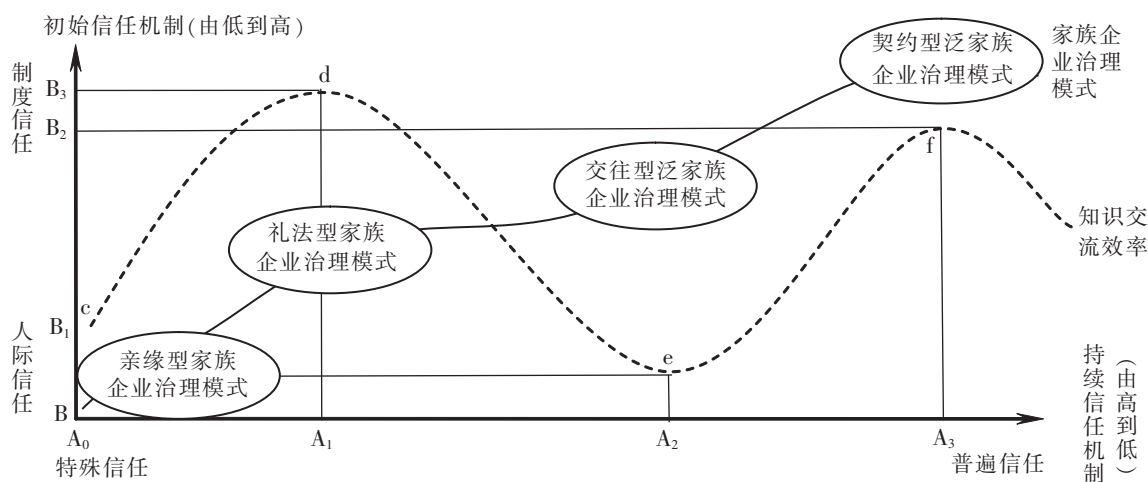 初始信任机制(由低到高)
制度信任
B₃
d
契约型泛家族
企业治理模式
家族企
业治理
模式
B₂
f
交往型泛家族
企业治理模式
知识交
流效率
礼法型家族
企业治理模式
c
B₁
人际信任
亲缘型家族
企业治理模式
e
B
A₀
A₁
A₂
A₃
特殊信任
普遍信任
持续信任机制
(由高到低)